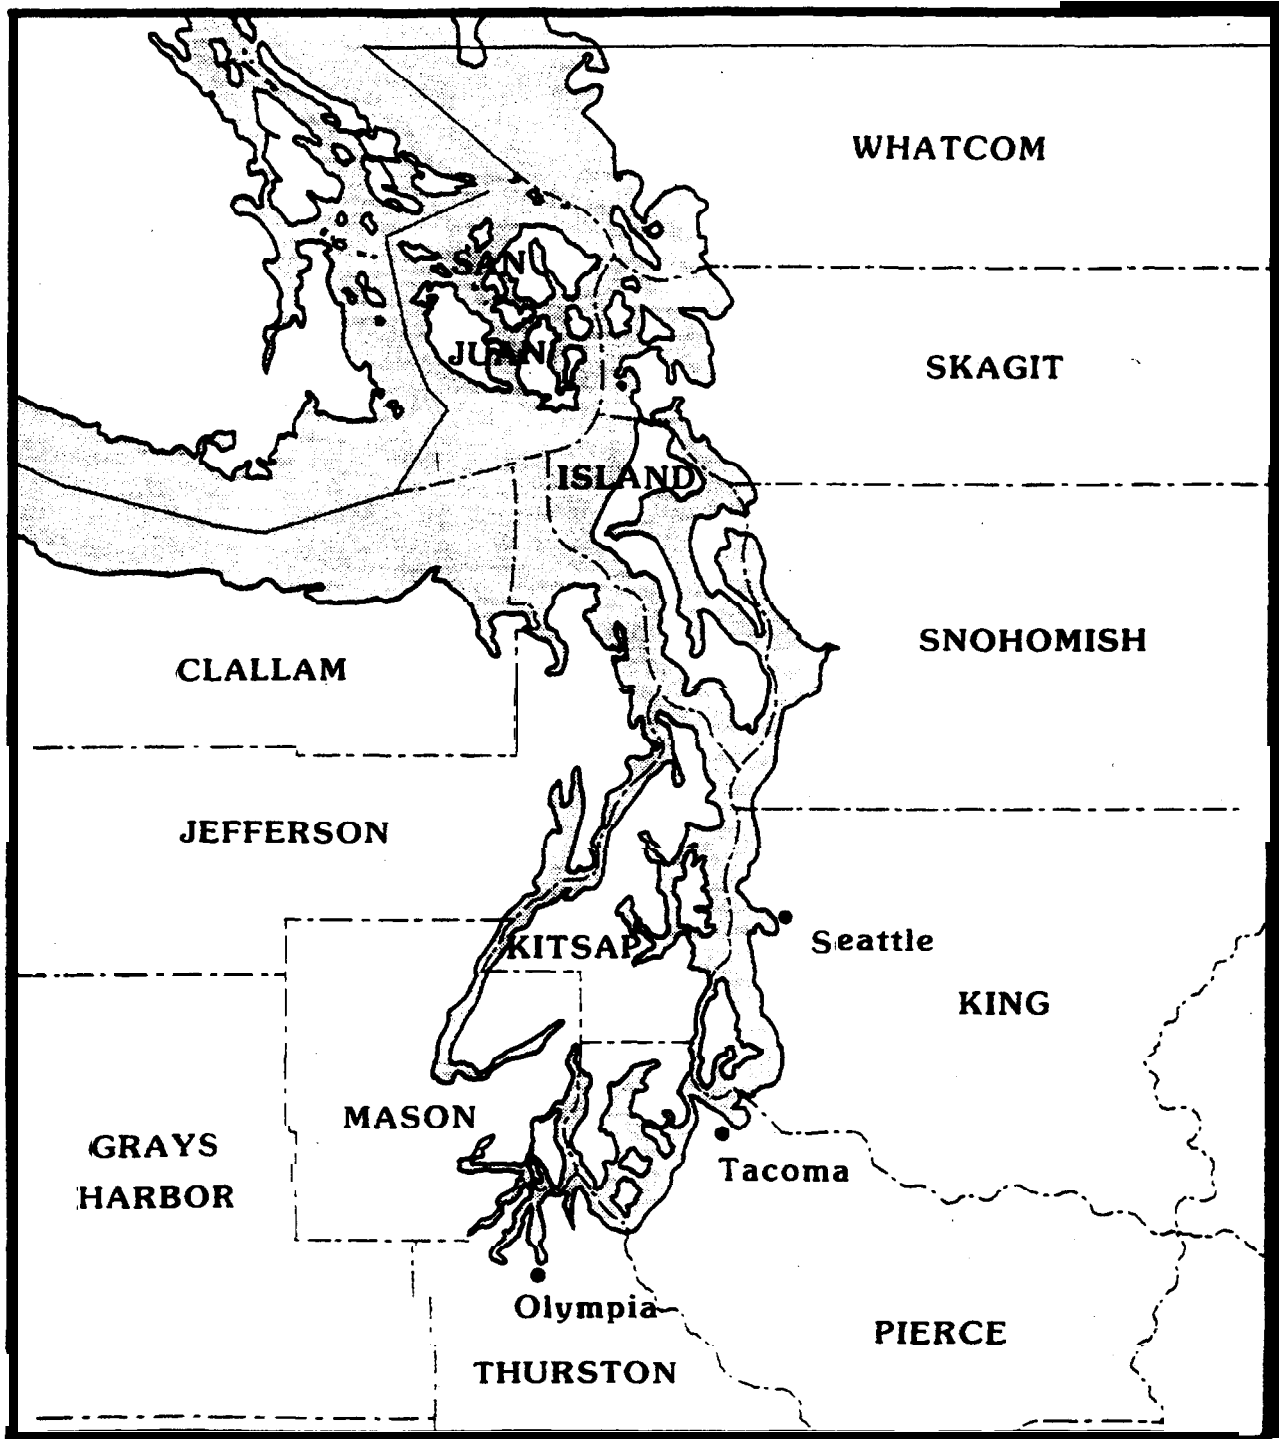 WHATCOM
SAN
JUAN
SKAGIT
ISLAND
SNOHOMISH
CLALLAM
JEFFERSON
KITSAP
Seattle
KING
MASON
GRAYS
HARBOR
Tacoma
Olympia
PIERCE
THURSTON